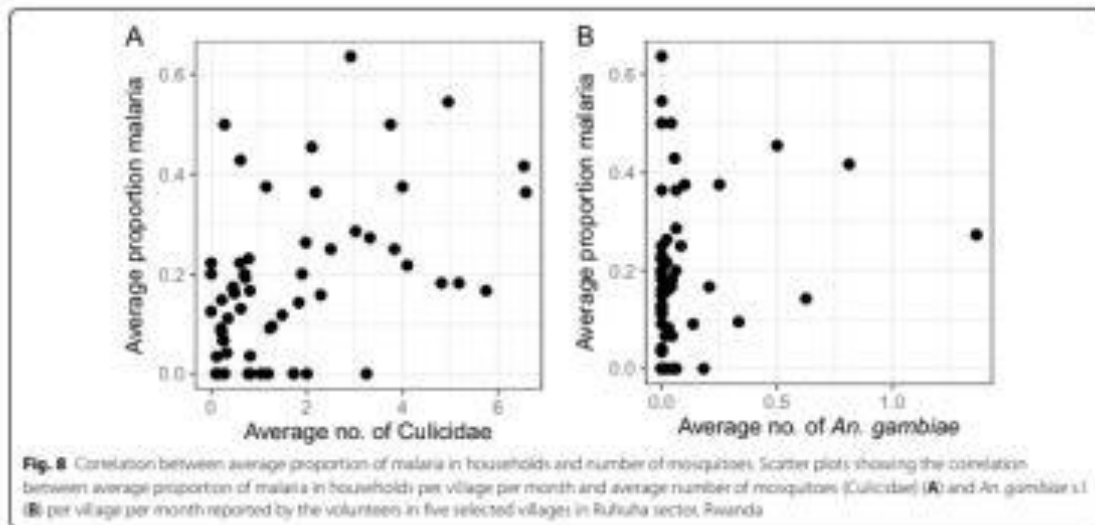 A
B
Average proportion malaria
0.6
0.4
0.2
0.0
0 2 4 6
Average no. of Culicidae
Average proportion malaria
0.6
0.4
0.2
0.0
0.0 0.5 1.0
Average no. of An. gambiae
Fig. 8 Correlation between average proportion of malaria in households and number of mosquitoes. Scatter plots showing the correlation
between average proportion of malaria in households per village per month and average number of mosquitoes (Culicidae) (A) and An. gambiae s.l.
(B) per village per month reported by the volunteers in five selected villages in Ruhuha sector, Rwanda